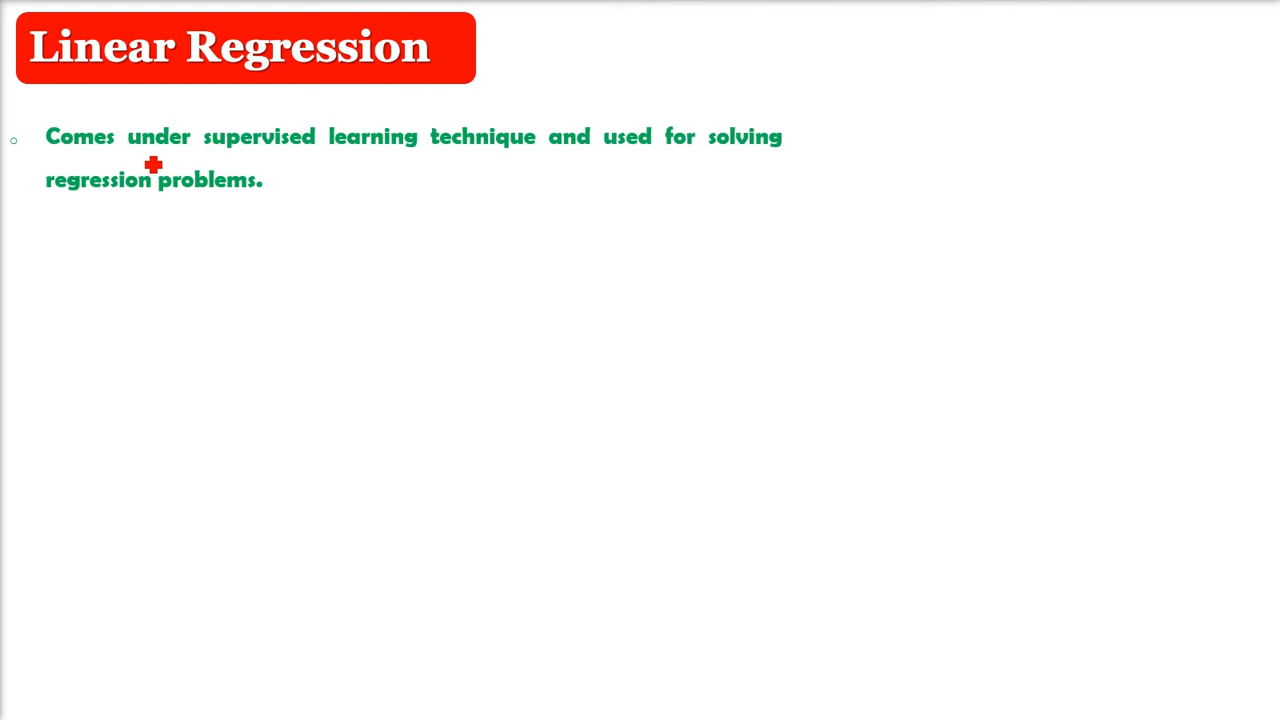 Linear Regression
Comes under supervised learning technique and used for solving
regression problems.